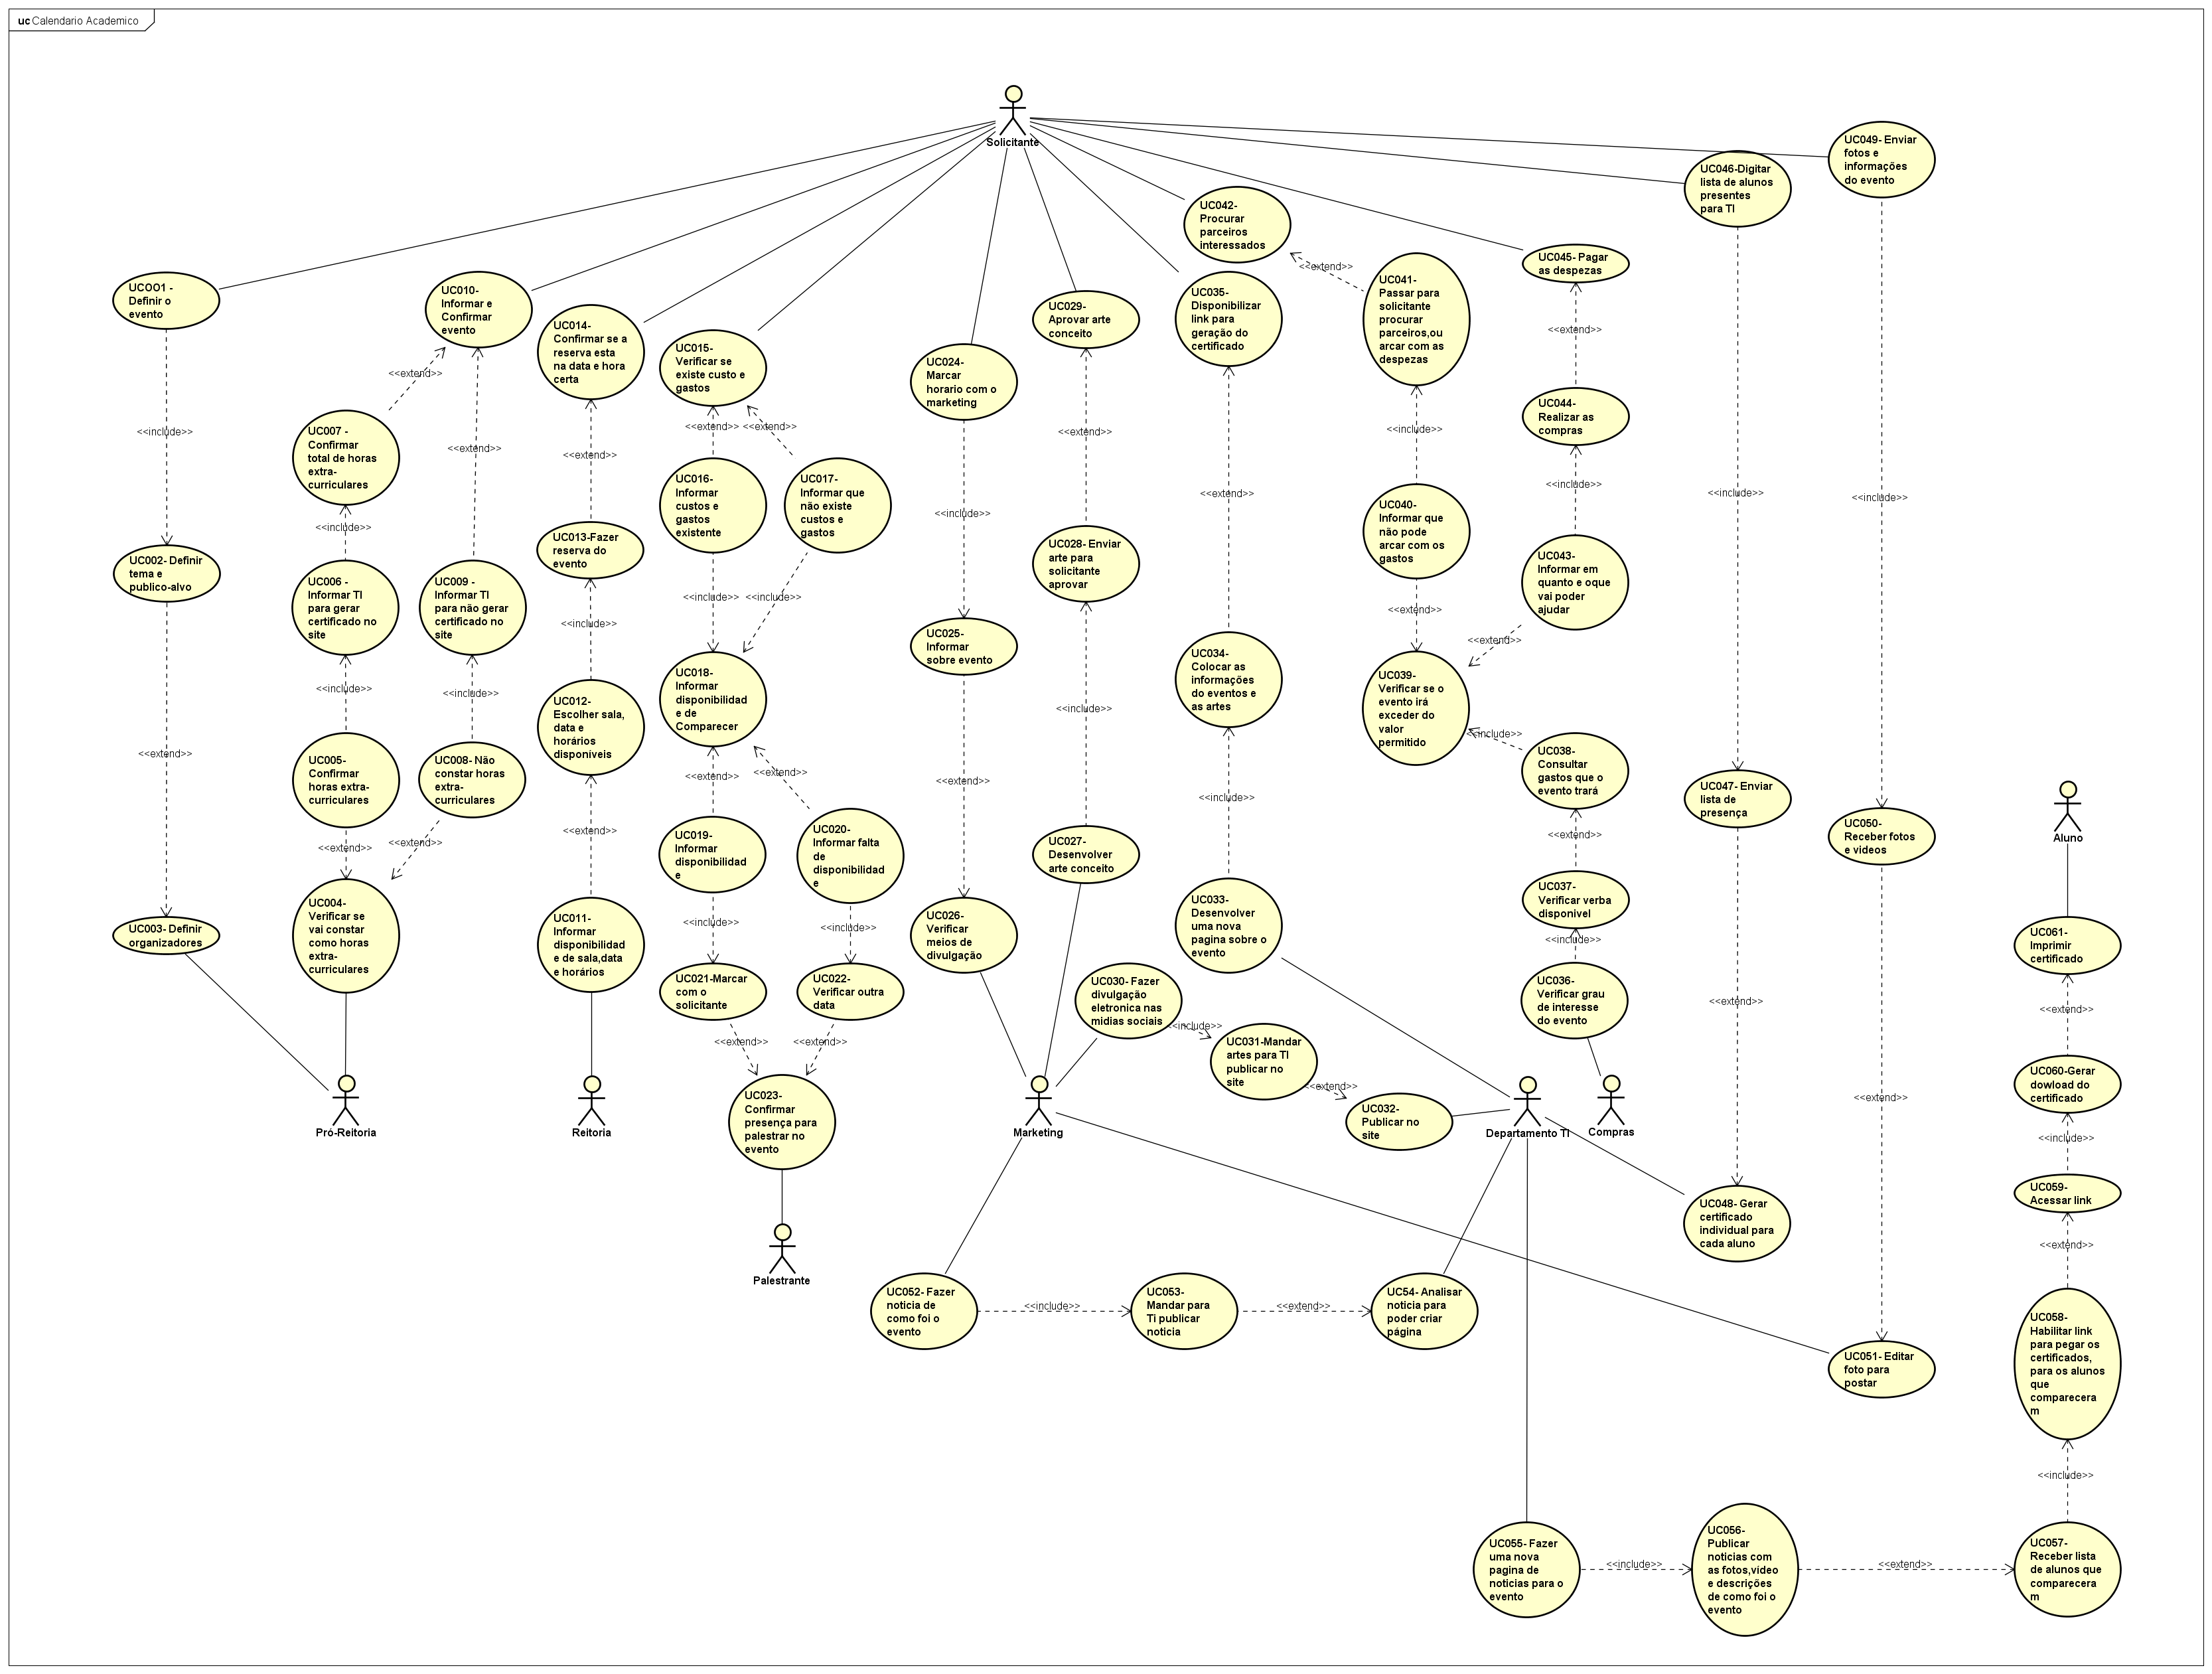 uc Calendario Academico
Solicitante
UC049- Enviar
fotos e
informações
do evento
UC046-Digitar
lista de alunos
presentes
para TI
UC042-
Procurar
parceiros
interessados
UC045- Pagar
as despezas
<<extend>>
UC041-
Passar para
solicitante
procurar
parceiros,ou
arcar com as
despezas
UCOO1 -
Definir o
evento
UC010-
Informar e
Confirmar
evento
UC014-
Confirmar se a
reserva esta
na data e hora
certa
UC015-
Verificar se
existe custo e
gastos
UC024-
Marcar
horario com o
marketing
UC029-
Aprovar arte
conceito
UC035-
Disponibilizar
link para
geração do
certificado
<<extend>>
<<extend>>
UC044-
Realizar as
compras
<<include>>
<<extend>>
<<extend>>
<<extend>>
<<extend>>
<<extend>>
<<include>>
UC007 -
Confirmar
total de horas
extra-
curriculares
UC016-
Informar
custos e
gastos
existente
UC017-
Informar que
não existe
custos e
gastos
<<include>>
<<extend>>
<<include>>
<<include>>
<<include>>
UC040-
Informar que
não pode
arcar com os
gastos
<<include>>
UC013-Fazer
reserva do
evento
UC028- Enviar
arte para
solicitante
aprovar
UC043-
Informar em
quanto e oque
vai poder
ajudar
UC002- Definir
tema e
publico-alvo
UC006 -
Informar TI
para gerar
certificado no
site
UC009 -
Informar TI
para não gerar
certificado no
site
<<include>>
<<include>>
<<include>>
<<extend>>
<<extend>>
UC025-
Informar
sobre evento
UC034-
Colocar as
informações
do eventos e
as artes
UC039-
Verificar se o
evento irá
exceder do
valor
permitido
UC018-
Informar
disponibilidad
e de
Comparecer
<<include>>
<<include>>
UC012-
Escolher sala,
data e
horários
disponíveis
<<include>>
<<include>>
UC038-
Consultar
gastos que o
evento trará
<<extend>>
UC005-
Confirmar
horas extra-
curriculares
UC008- Não
constar horas
extra-
curriculares
<<extend>>
<<extend>>
<<extend>>
<<include>>
UC047- Enviar
lista de
presença
UC050-
Receber fotos
e videos
Aluno
<<extend>>
<<extend>>
<<extend>>
UC019-
Informar
disponibilidad
e
UC020-
Informar falta
de
disponibilidad
e
UC027-
Desenvolver
arte conceito
<<extend>>
UC037-
Verificar verba
disponivel
UC003- Definir
organizadores
UC004-
Verificar se
vai constar
como horas
extra-
curriculares
UC011-
Informar
disponibilidad
e de sala,data
e horários
<<include>>
<<include>>
UC026-
Verificar
meios de
divulgação
UC033-
Desenvolver
uma nova
pagina sobre o
evento
<<include>>
UC061-
Imprimir
certificado
UC021-Marcar
com o
solicitante
UC022-
Verificar outra
data
UC030- Fazer
divulgação
eletronica nas
midias sociais
UC036-
Verificar grau
de interesse
do evento
<<extend>>
<<extend>>
<<include>>
<<extend>>
<<extend>>
UC031-Mandar
artes para TI
publicar no
site
<<extend>>
UC032-
Publicar no
site
UC060-Gerar
dowload do
certificado
<<extend>>
UC023-
Confirmar
presença para
palestrar no
evento
Pró-Reitoria
Reitoria
Marketing
Departamento TI
Compras
<<include>>
UC059-
Acessar link
UC048- Gerar
certificado
individual para
cada aluno
<<extend>>
Palestrante
UC052- Fazer
noticia de
como foi o
evento
<<include>>
UC053-
Mandar para
Ti publicar
noticia
<<extend>>
UC54- Analisar
noticia para
poder criar
página
UC051- Editar
foto para
postar
UC058-
Habilitar link
para pegar os
certificados,
para os alunos
que
comparecera
m
<<include>>
UC055- Fazer
uma nova
pagina de
noticias para o
evento
<<include>>
UC056-
Publicar
noticias com
as fotos,video
e descrições
de como foi o
evento
<<extend>>
UC057-
Receber lista
de alunos que
comparecera
m